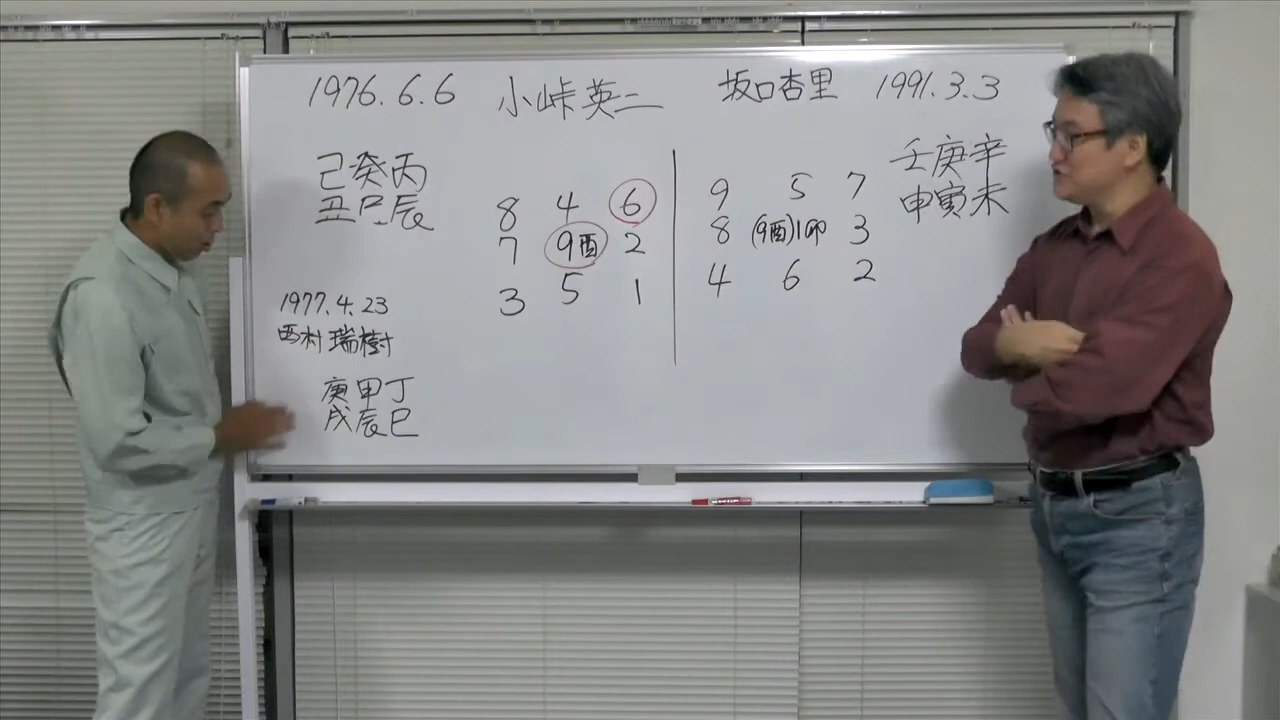 1976.6.6 小峠英二 坂口杏里 1991.3.3
己癸丙
丑巳辰
1977.4.23
西村瑞樹
庚甲丁
戌辰巳
8 4 6
7 9酉 2
3 5 1
9 5 7
8 (9酉)1卯 3
4 6 2
壬庚辛
申寅未